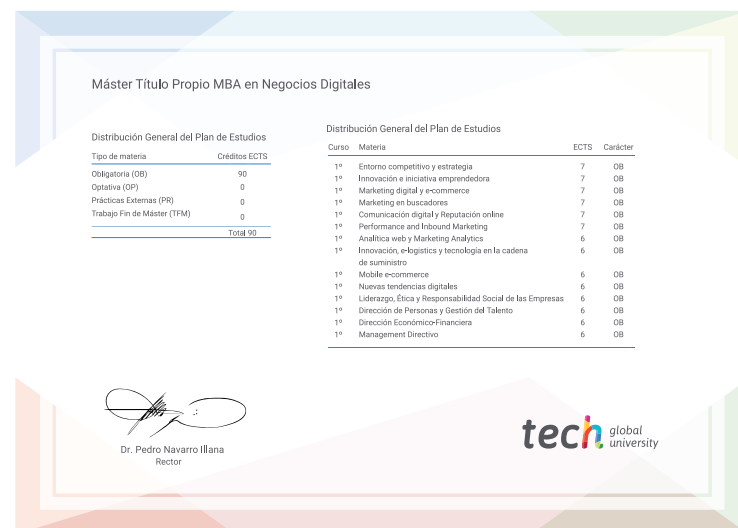 Máster Título Propio MBA en Negocios Digitales
Distribución General del Plan de Estudios
Tipo de materia Créditos ECTS
Obligatoria (OB) 90
Optativa (OP) 0
Prácticas Externas (PR) 0
Trabajo Fin de Máster (TFM) 0
Total 90
Distribución General del Plan de Estudios
Curso Materia ECTS Carácter
1º Entorno competitivo y estrategia 7 OB
1º Innovación e iniciativa emprendedora 7 OB
1º Marketing digital y e-commerce 7 OB
1º Marketing en buscadores 7 OB
1º Comunicación digital y Reputación online 7 OB
1º Performance and Inbound Marketing 7 OB
1º Analítica web y Marketing Analytics 6 OB
1º Innovación, e-logistics y tecnología en la cadena 6 OB
de suministro
1º Mobile e-commerce 6 OB
1º Nuevas tendencias digitales 6 OB
1º Liderazgo, Ética y Responsabilidad Social de las Empresas 6 OB
1º Dirección de Personas y Gestión del Talento 6 OB
1º Dirección Económico-Financiera 6 OB
1º Management Directivo 6 OB
Dr. Pedro Navarro Illana
Rector
tech global
university